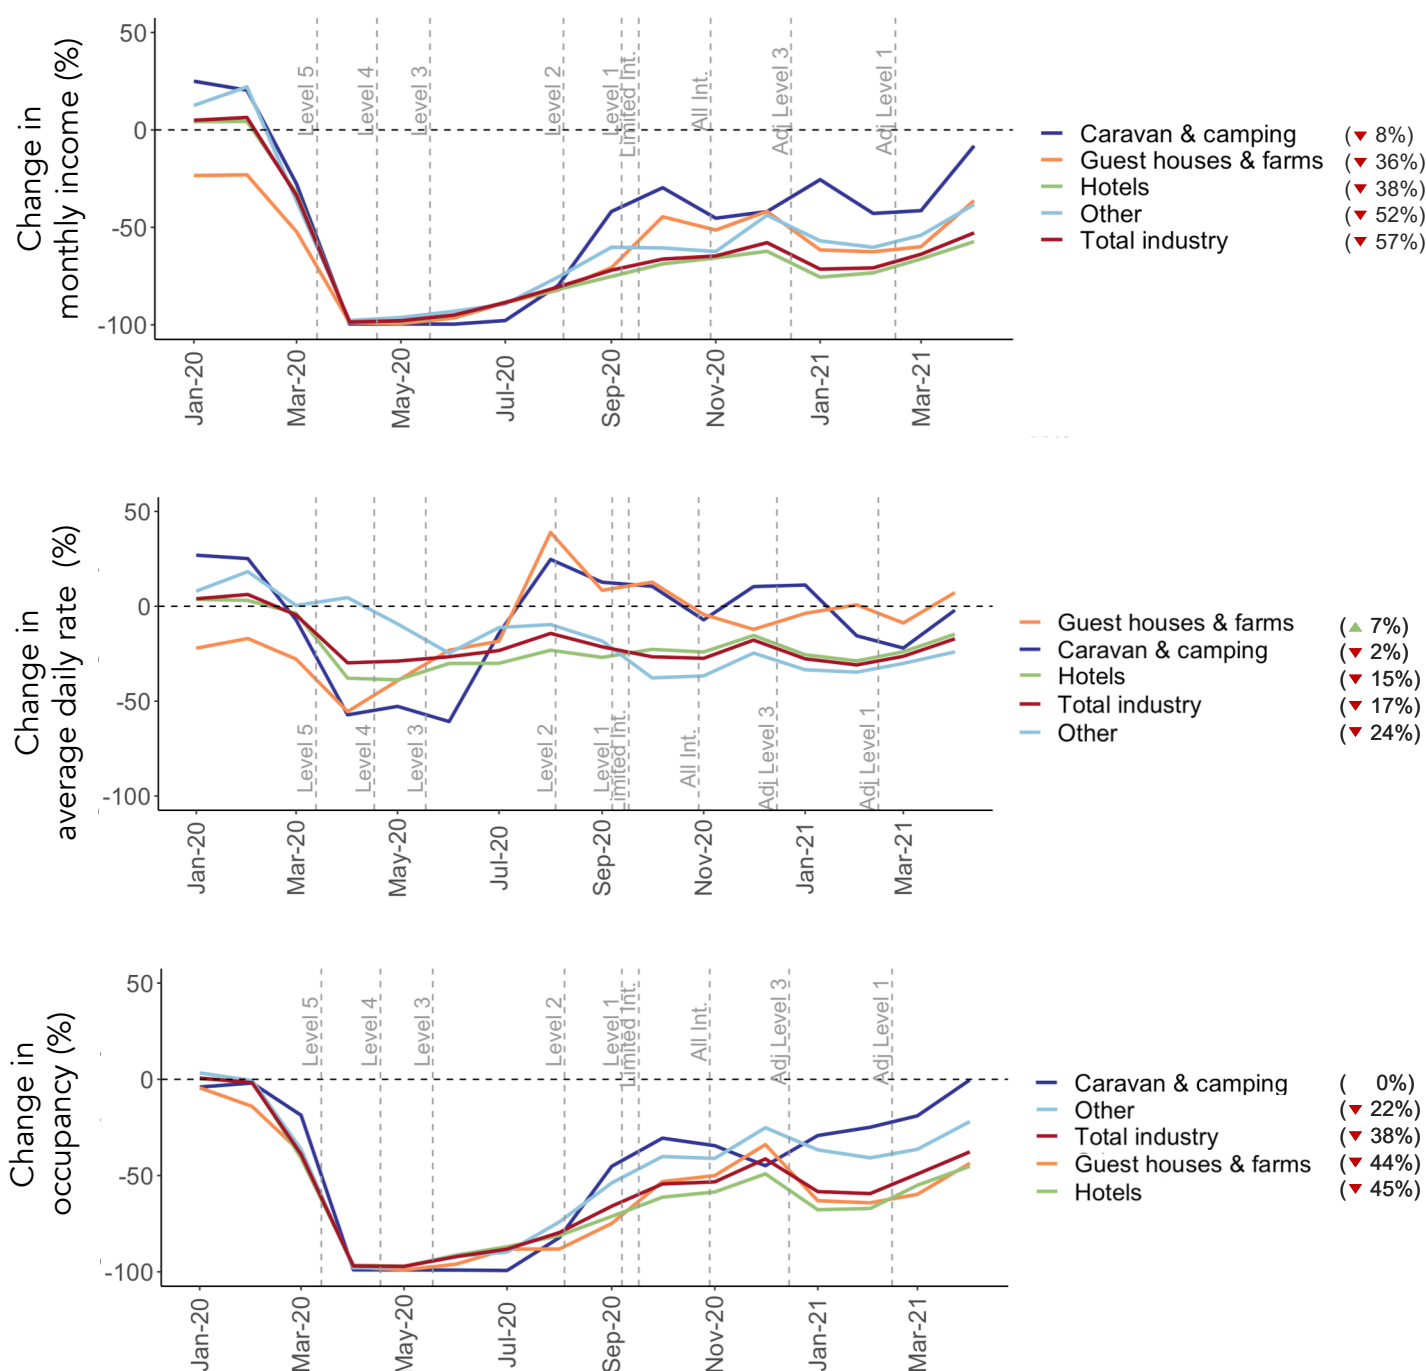 Change in
monthly income (%)
50
0
-50
-100
Level 5
Level 4
Level 3
Level 2
Level 1
Limited Int.
All Int.
Adj Level 3
Adj Level 1
Jan-20
Mar-20
May-20
Jul-20
Sep-20
Nov-20
Jan-21
Mar-21
Caravan & camping (▼ 8%)
Guest houses & farms (▼ 36%)
Hotels (▼ 38%)
Other (▼ 52%)
Total industry (▼ 57%)
Change in
average daily rate (%)
50
0
-50
-100
Level 5
Level 4
Level 3
Level 2
Level 1
imited Int.
All Int.
Adj Level 3
Adj Level 1
Jan-20
Mar-20
May-20
Jul-20
Sep-20
Nov-20
Jan-21
Mar-21
Guest houses & farms (▲ 7%)
Caravan & camping (▼ 2%)
Hotels (▼ 15%)
Total industry (▼ 17%)
Other (▼ 24%)
Change in
occupancy (%)
50
0
-50
-100
Level 5
Level 4
Level 3
Level 2
Level 1
Limited Int.
All Int.
Adj Level 3
Adj Level 1
Jan-20
Mar-20
May-20
Jul-20
Sep-20
Nov-20
Jan-21
Mar-21
Caravan & camping ( 0%)
Other (▼ 22%)
Total industry (▼ 38%)
Guest houses & farms (▼ 44%)
Hotels (▼ 45%)